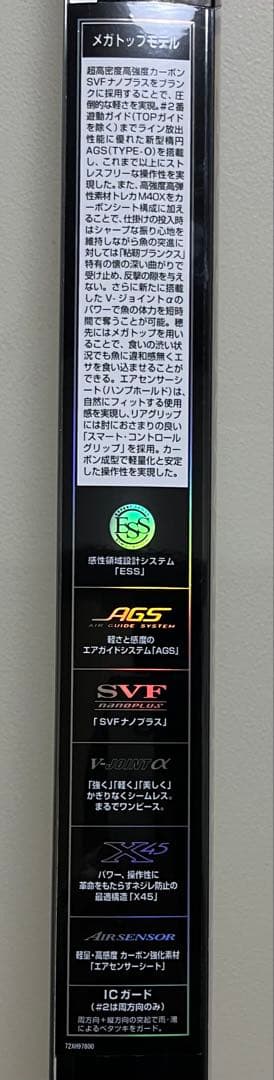 メガトップモデル
超高密度高強度カーボン
SVFナノプラスをブラン
クに採用することで、圧
倒的な軽さを実現。#2番
遊動ガイド(TOPガイド
を除く)までライン放出
性能に優れた新型楕円
AGS(TYPE-O)を搭載
し、これまで以上にスト
レスフリーな操作性を実
現した。また、高強度高弾
性素材トレカM40Xをカ
ーボンシート構成に加え
ることで、仕掛けの投入時
はシャープな振り心地を
維持しながら魚の突進に
対しては「粘靭ブランクス」
特有の懐の深い曲がりで
受け止め、反撃の隙を与え
ない。さらに新たに搭載
したV-ジョイントαの
パワーで魚の体力を短時
間で奪うことが可能。穂
先にはメガトップを用い
ることで、食いの渋い状
況でも魚に違和感無くエ
サを食い込ませることが
できる。エアセンサーシ
ート(ハンプホールド)は、
自然にフィットする使用
感を実現し、リアグリップ
には肘におさまりの良い
「スマート・コントロール
グリップ」を採用。カー
ボン成型で軽量化と安定
した操作性を実現した。
ESS
感性領域設計システム
「ESS」
AGS
AIR GUIDE SYSTEM
軽さと感度の
エアガイドシステム「AGS」
SVF
nanoplus
「SVFナノプラス」
V-JOINTα
「強く」「軽く」「美しく」
かぎりなくシームレス。
まるでワンピース。
X45
パワー、操作性に
革命をもたらすネジレ防止の
最適構造「X45」
AIRSENSOR
軽量・高感度 カーボン強化素材
「エアセンサーシート」
ICガード
(#2は周方向のみ)
周方向+縦方向の突起で雨・濡
によるベタツキをガード。
72XH97800